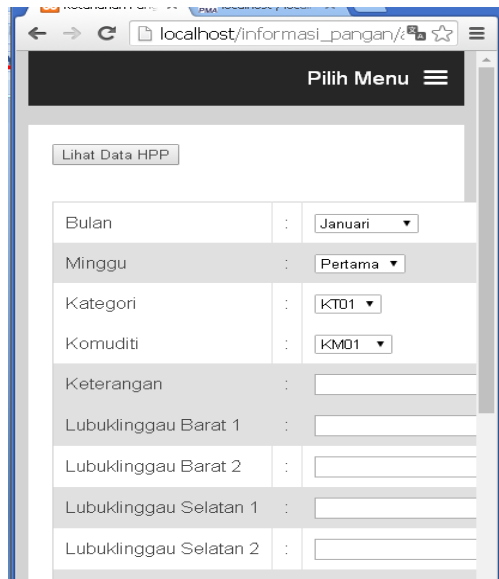 localhost/informasi_pangan/
Pilih Menu
Lihat Data HPP
Bulan : Januari
Minggu : Pertama
Kategori : KT01
Komuditi : KM01
Keterangan :
Lubuklinggau Barat 1 :
Lubuklinggau Barat 2 :
Lubuklinggau Selatan 1 :
Lubuklinggau Selatan 2 :